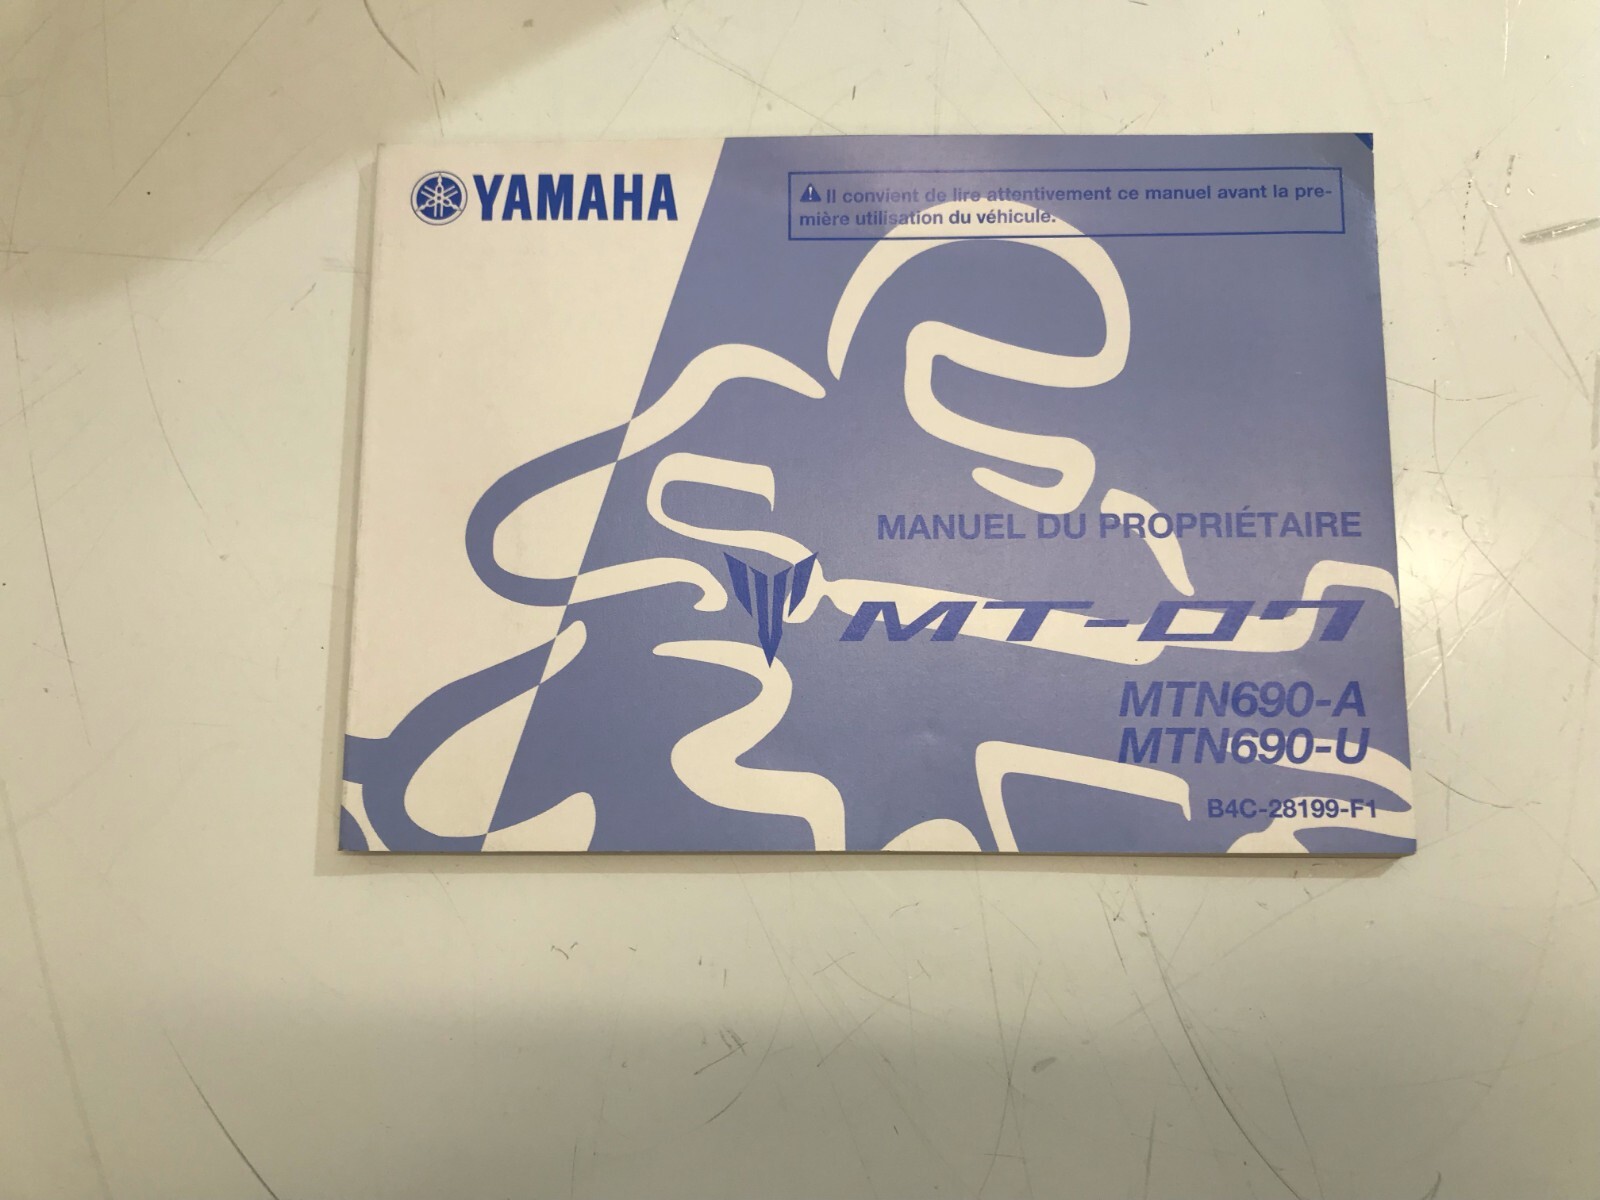 YAMAHA
Il convient de lire attentivement ce manuel avant la pre-
mière utilisation du véhicule.
MANUEL DU PROPRIÉTAIRE
MT-07
MTN690-A
MTN690-U
B4C-28199-F1